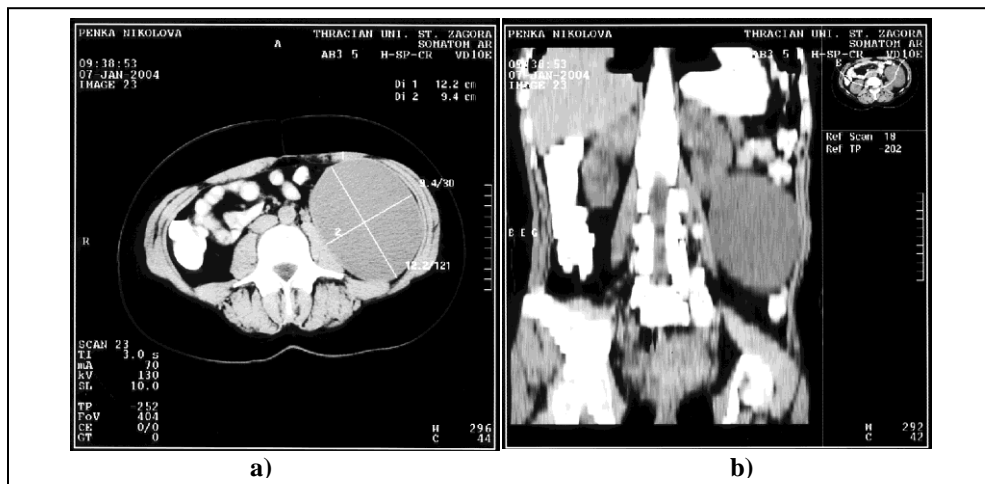 PENKA NIKOLOVA THRACIAN UNI. ST. ZAGORA
A SOMATOM AR
AB3 5 H-SP-CR VD10E
09:38:53
07-JAN-2004
IMAGE 23
Di 1 12.2 cm
Di 2 9.4 cm
9.4/30
2
R
12.2/121
SCAN 23
TI 3.0 s
mA 70
kV 130
SL 10.0
TP -252
FoV 404
CE 0/0
GT 0
W 296
C 44
a)
PENKA NIKOLOVA THRACIAN UNI. ST. ZAGORA
SOMATOM AR
AB3 5 H-SP-CR VD10E
09:38:53
07-JAN-2004
IMAGE 23
Ref Scan 18
Ref TP -202
BEG
W 292
C 42
b)